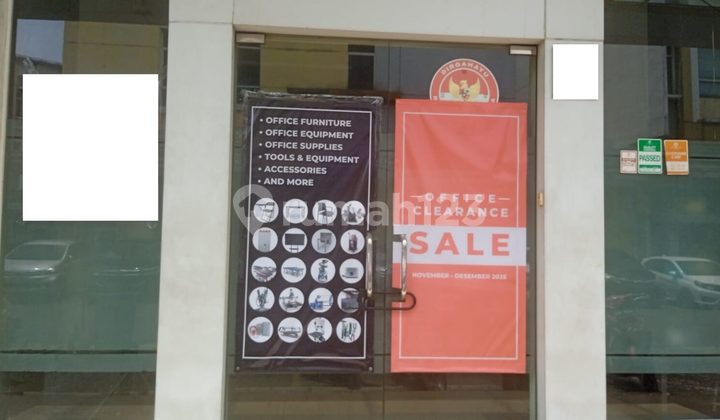 DIRGAHAYU
• OFFICE FURNITURE
• OFFICE EQUIPMENT
• OFFICE SUPPLIES
• TOOLS & EQUIPMENT
• ACCESSORIES
• AND MORE
OFFICE
CLEARANCE
SALE
NOVEMBER - DESEMBER 2025
PASSED
rumah123